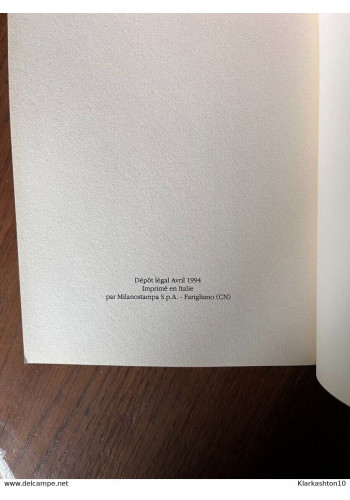 Dépôt légal Avril 1994
Imprimé en Italie
par Milanostampa S.p.A. - Farigliano (CN)
www.delcampe.net
Klarkashton10